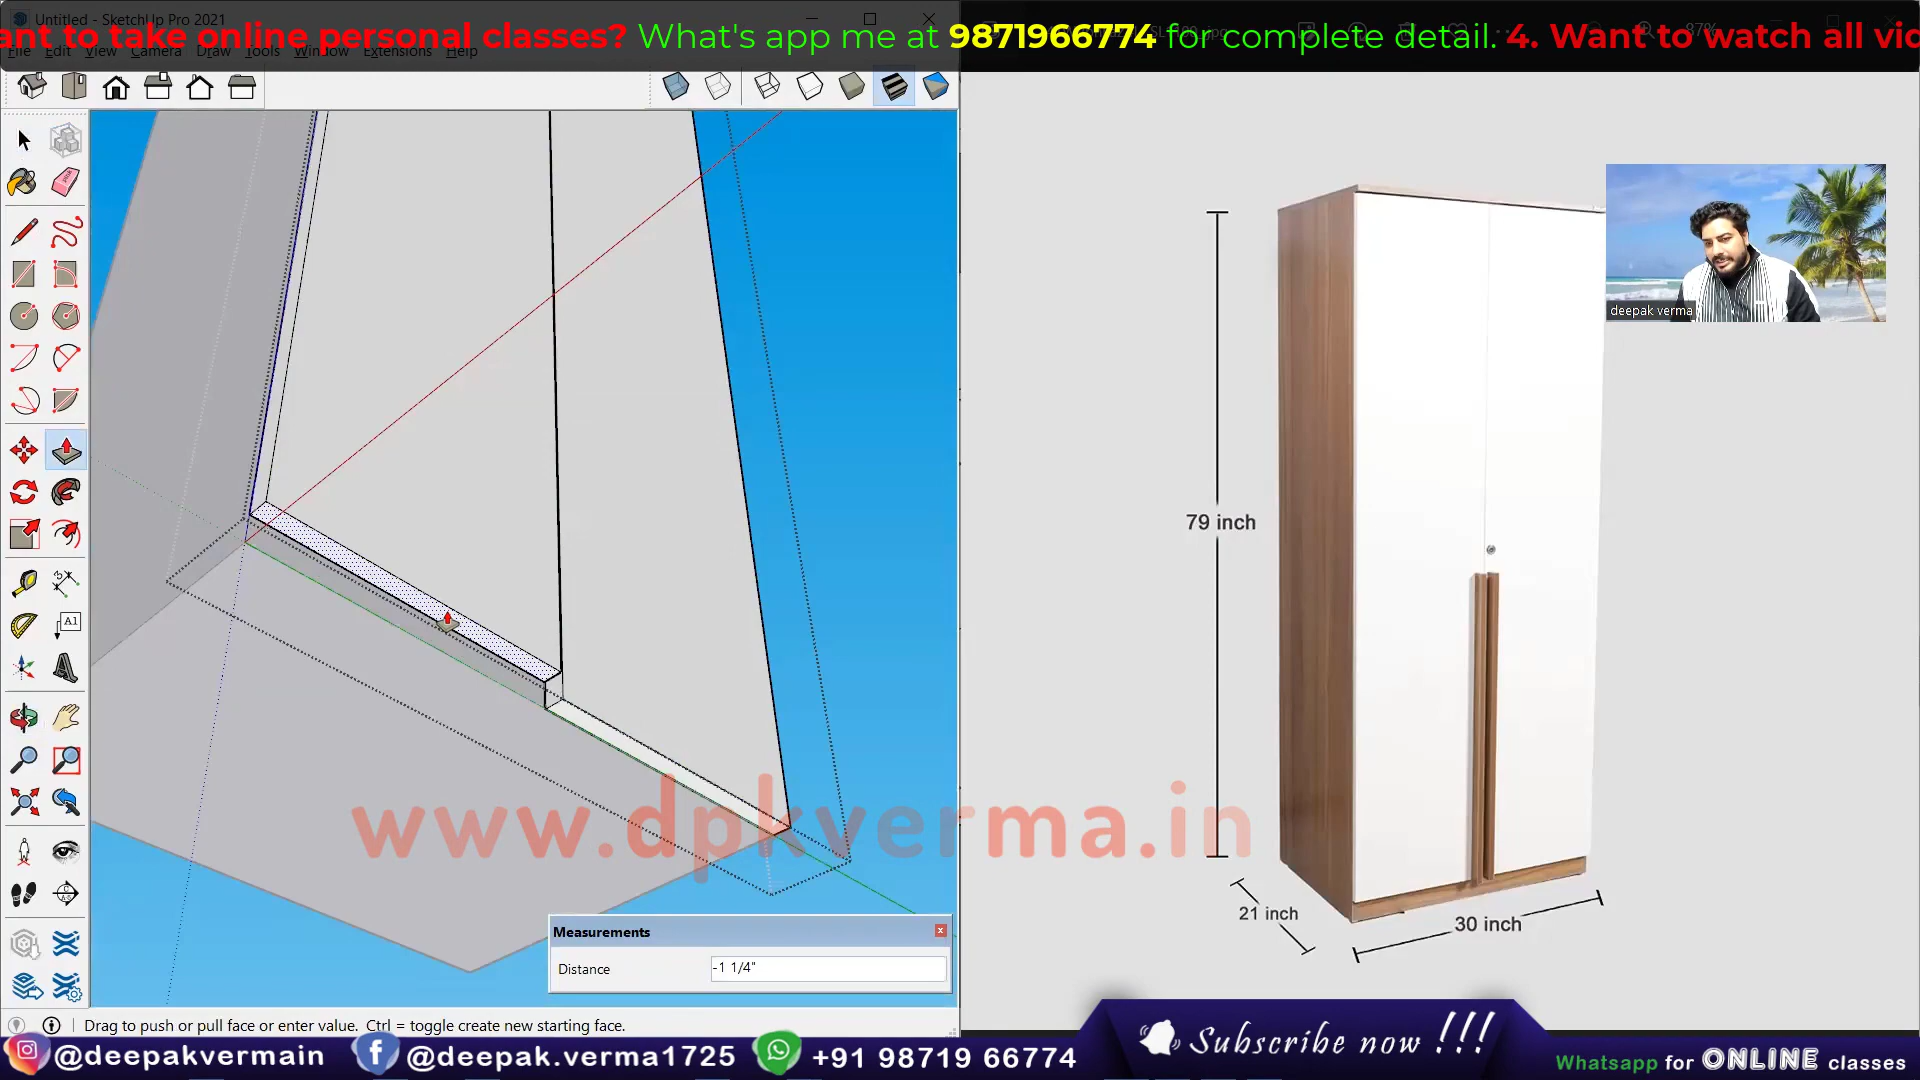 Untitled - SketchUp Pro 2021
ant to take online personal classes? What's app me at 9871966774 for complete detail. 4. Want to watch all vid
File Edit View Camera Draw Tools Window Extensions Help
87%
deepak verma
A1
79 inch
www.dpkverma.in
21 inch
30 inch
Measurements
Distance
-1 1/4"
Drag to push or pull face or enter value. Ctrl = toggle create new starting face.
@deepakvermain
@deepak.verma1725
+91 98719 66774
Subscribe now !!!
Whatsapp for ONLINE classes